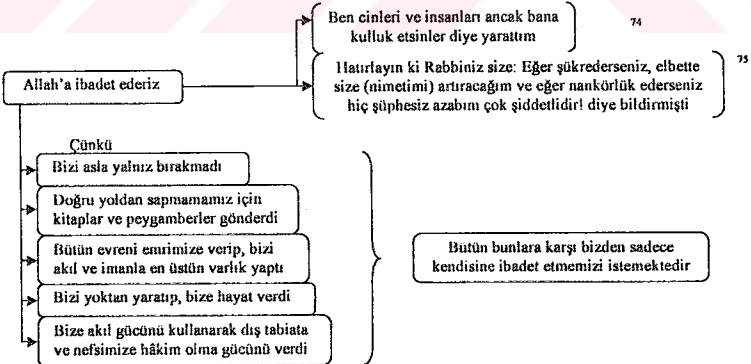 Ben cinleri ve insanları ancak bana
kulluk etsinler diye yarattım
74
Allah'a ibadet ederiz
Hatırlayın ki Rabbiniz size: Eğer şükrederseniz, elbette
size (nimetimi) artıracağım ve eğer nankörlük ederseniz
hiç şüphesiz azabım çok şiddetlidir! diye bildirmişti
75
Çünkü
Bizi asla yalnız bırakmadı
Doğru yoldan sapmamamız için
kitaplar ve peygamberler gönderdi
Bütün evreni emrimize verip, bizi
akıl ve imanla en üstün varlık yaptı
Bizi yoktan yaratıp, bize hayat verdi
Bize akıl gücünü kullanarak dış tabiata
ve nefsimize hâkim olma gücünü verdi
Bütün bunlara karşı bizden sadece
kendisine ibadet etmemizi istemektedir